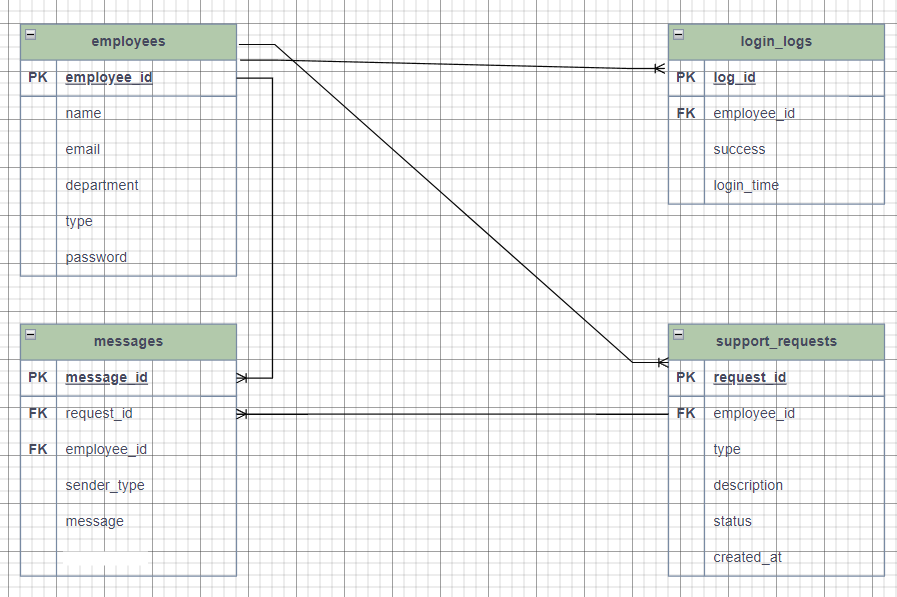 employees
PK employee_id
name
email
department
type
password
login_logs
PK log_id
FK employee_id
success
login_time
messages
PK message_id
FK request_id
FK employee_id
sender_type
message
support_requests
PK request_id
FK employee_id
type
description
status
created_at